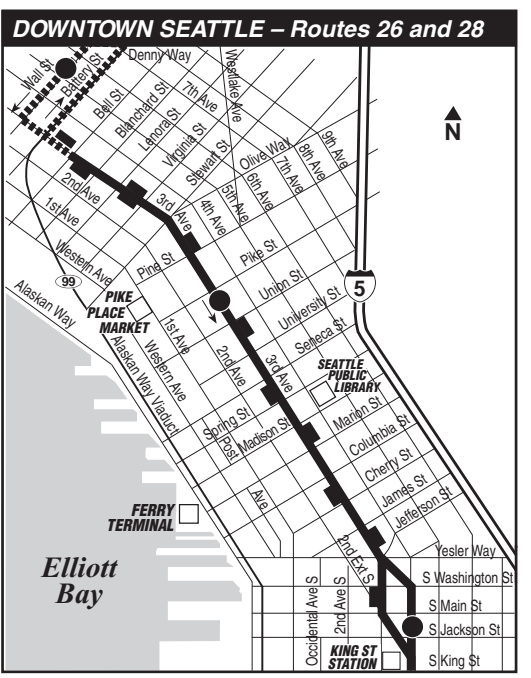 DOWNTOWN SEATTLE – Routes 26 and 28
Denny Way
Wall St
Battery St
Westlake Ave
Bell St
Blanchard St
7th Ave
Lenora St
Virginia St
Stewart St
Olive Way
9th Ave
8th Ave
7th Ave
6th Ave
5th Ave
4th Ave
3rd Ave
2nd Ave
1st Ave
Western Ave
N
Pine St
Pike St
Union St
University St
Seneca St
99
5
Alaskan Way
PIKE
PLACE
MARKET
1st Ave
Western Ave
Alaskan Way Viaduct
2nd Ave
3rd Ave
SEATTLE
PUBLIC
LIBRARY
Spring St
Post
Madison St
Marion St
Columbia St
Cherry St
James St
Jefferson St
Ave
FERRY
TERMINAL
Elliott
Bay
2nd Ext S
Yesler Way
S Washington St
S Main St
S Jackson St
S King St
Occidental Ave S
2nd Ave S
KING ST
STATION